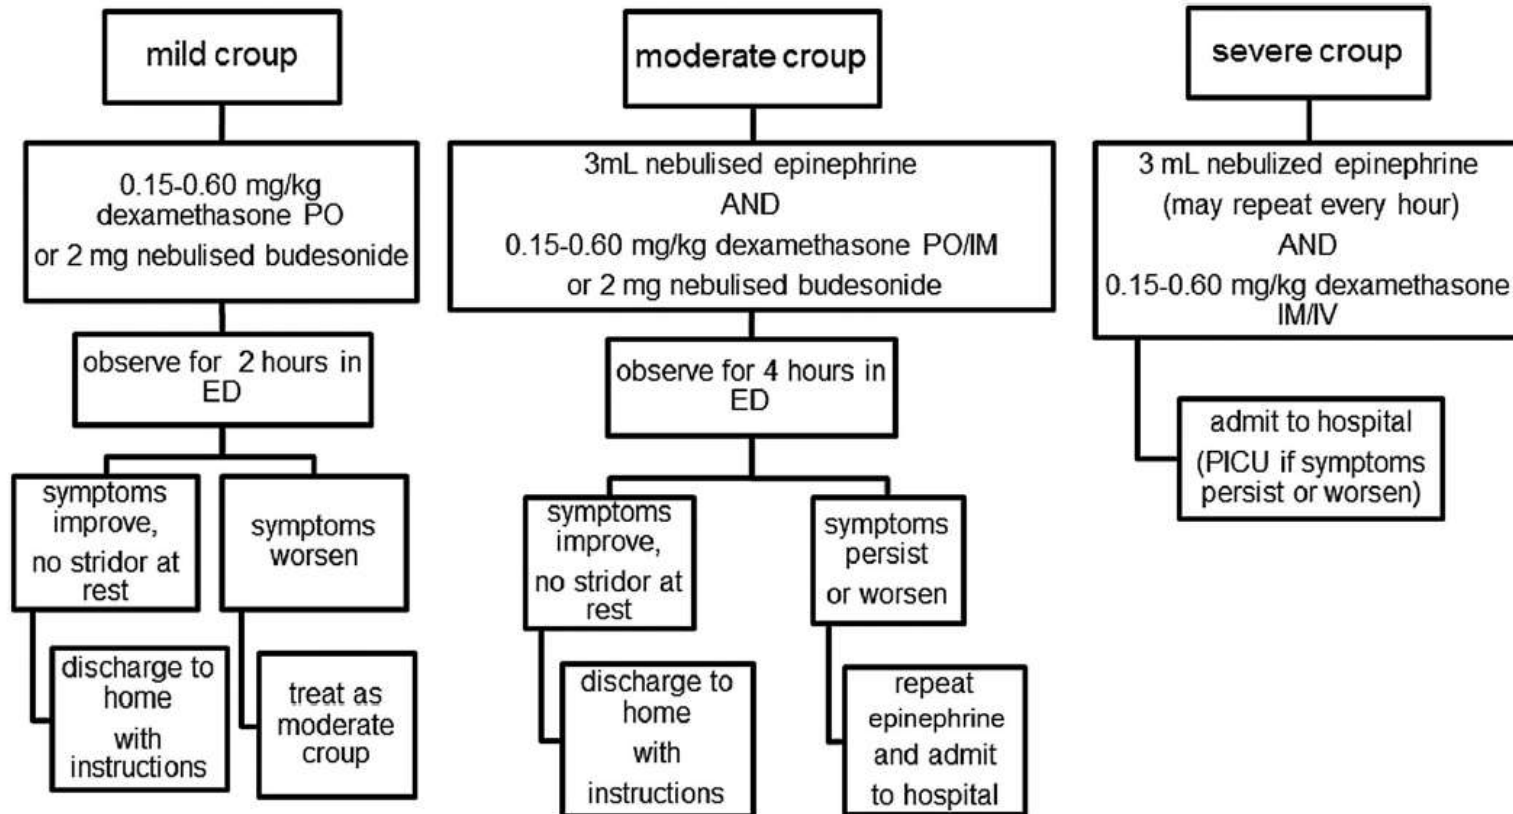 mild croup
0.15-0.60 mg/kg
dexamethasone PO
or 2 mg nebulised budesonide
observe for 2 hours in
ED
symptoms
improve,
no stridor at
rest
discharge to
home
with
instructions
symptoms
worsen
treat as
moderate
croup
moderate croup
3mL nebulised epinephrine
AND
0.15-0.60 mg/kg dexamethasone PO/IM
or 2 mg nebulised budesonide
observe for 4 hours in
ED
symptoms
improve,
no stridor at
rest
discharge to
home
with
instructions
symptoms
persist
or worsen
repeat
epinephrine
and admit
to hospital
severe croup
3 mL nebulized epinephrine
(may repeat every hour)
AND
0.15-0.60 mg/kg dexamethasone
IM/IV
admit to hospital
(PICU if symptoms
persist or worsen)